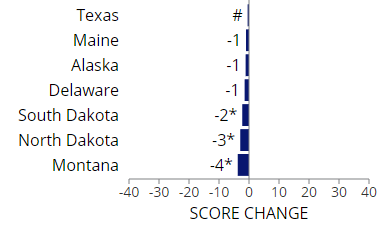 Texas #
Maine -1
Alaska -1
Delaware -1
South Dakota -2*
North Dakota -3*
Montana -4*
-40 -30 -20 -10 0 10 20 30 40
SCORE CHANGE